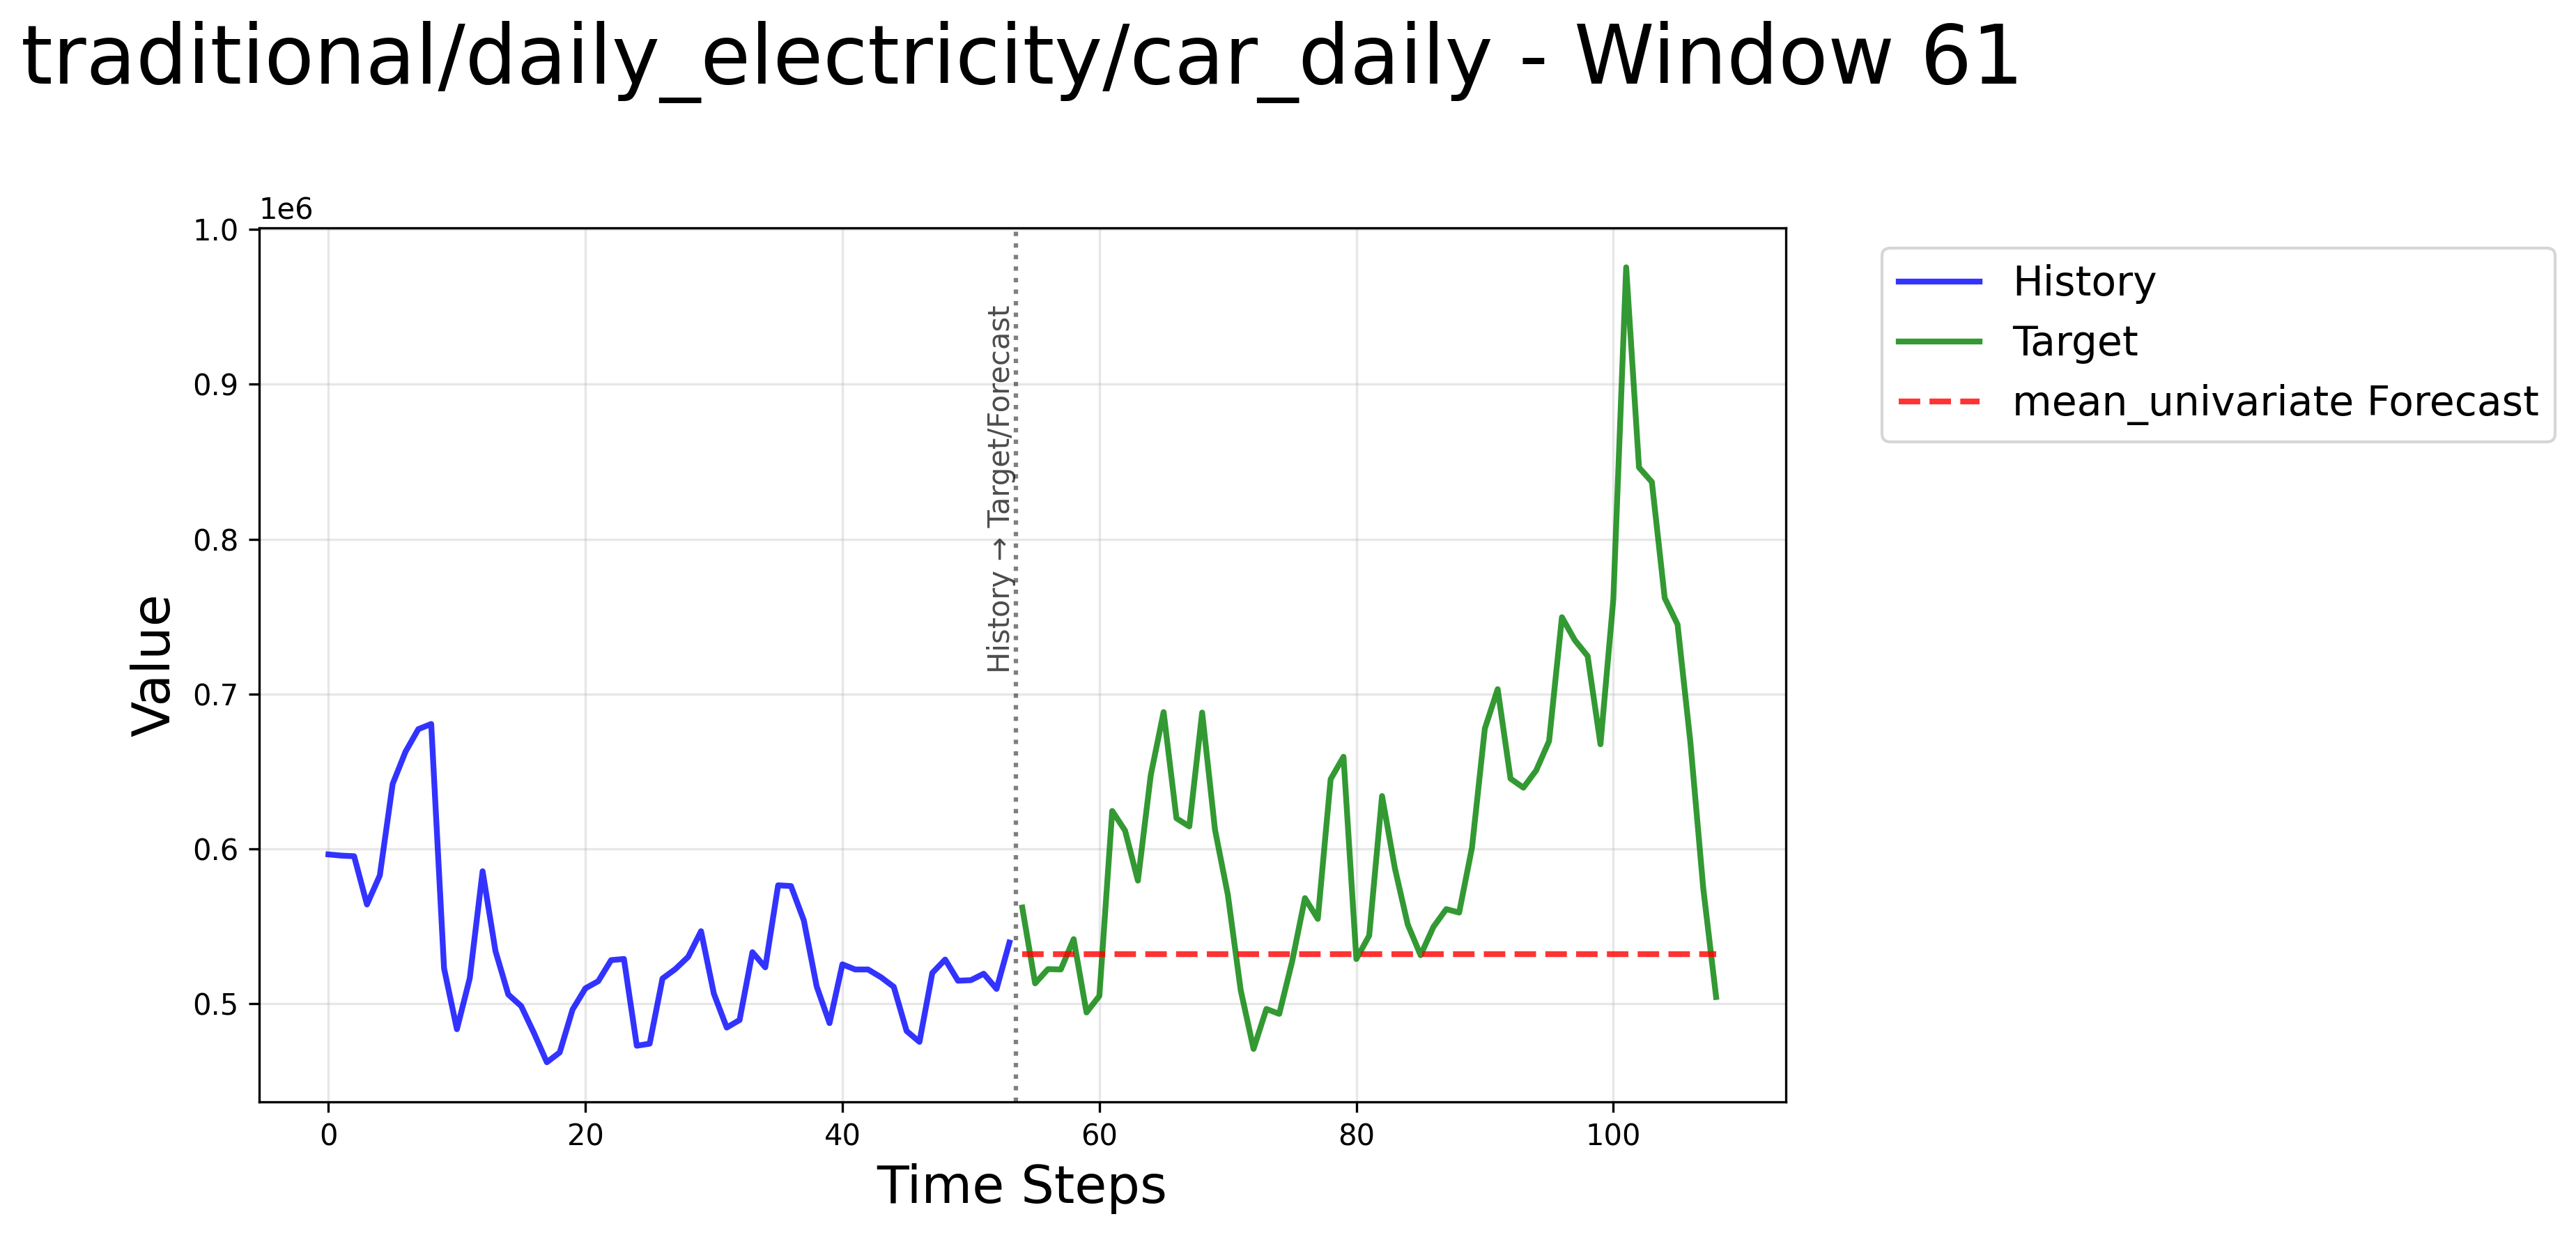 traditional/daily_electricity/car_daily - Window 61
1e6
1.0
0.9
0.8
0.7
0.6
0.5
Value
History → Target/Forecast
0 20 40 60 80 100
Time Steps
History
Target
mean_univariate Forecast